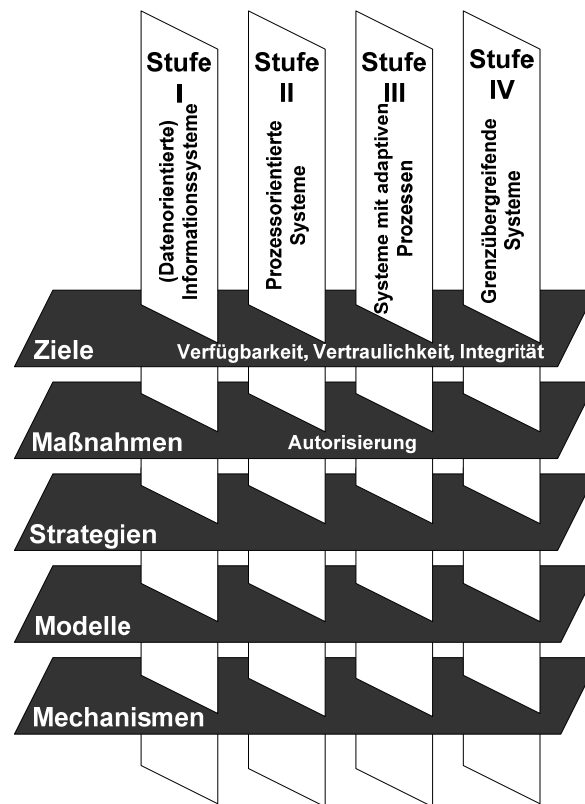 Stufe
I
(Datenorientierte)
Informationssysteme
Stufe
II
Prozessorientierte
Systeme
Stufe
III
Systeme mit adaptiven
Prozessen
Stufe
IV
Grenzübergreifende
Systeme
Ziele
Verfügbarkeit, Vertraulichkeit, Integrität
Maßnahmen
Autorisierung
Strategien
Modelle
Mechanismen